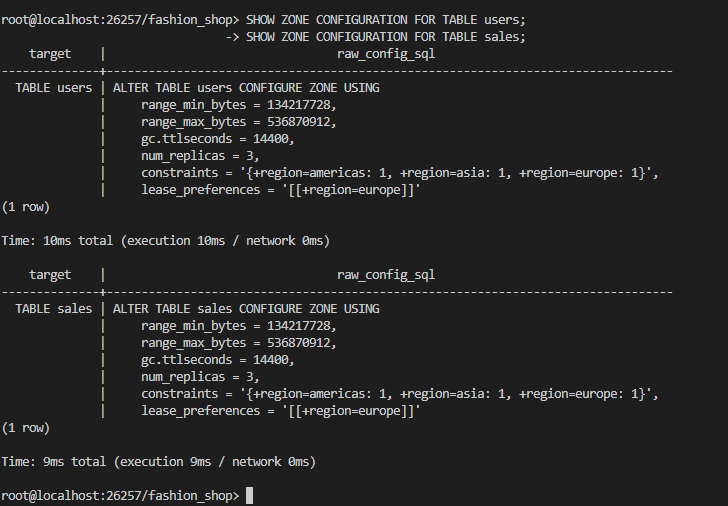 root@localhost:26257/fashion_shop> SHOW ZONE CONFIGURATION FOR TABLE users;
                                -> SHOW ZONE CONFIGURATION FOR TABLE sales;
    target    |                               raw_config_sql
--------------+------------------------------------------------------------------------------
  TABLE users | ALTER TABLE users CONFIGURE ZONE USING
              |     range_min_bytes = 134217728,
              |     range_max_bytes = 536870912,
              |     gc.ttlseconds = 14400,
              |     num_replicas = 3,
              |     constraints = '{+region=americas: 1, +region=asia: 1, +region=europe: 1}',
              |     lease_preferences = '[[+region=europe]]'
(1 row)

Time: 10ms total (execution 10ms / network 0ms)

    target    |                               raw_config_sql
--------------+------------------------------------------------------------------------------
  TABLE sales | ALTER TABLE sales CONFIGURE ZONE USING
              |     range_min_bytes = 134217728,
              |     range_max_bytes = 536870912,
              |     gc.ttlseconds = 14400,
              |     num_replicas = 3,
              |     constraints = '{+region=americas: 1, +region=asia: 1, +region=europe: 1}',
              |     lease_preferences = '[[+region=europe]]'
(1 row)

Time: 9ms total (execution 9ms / network 0ms)

root@localhost:26257/fashion_shop>